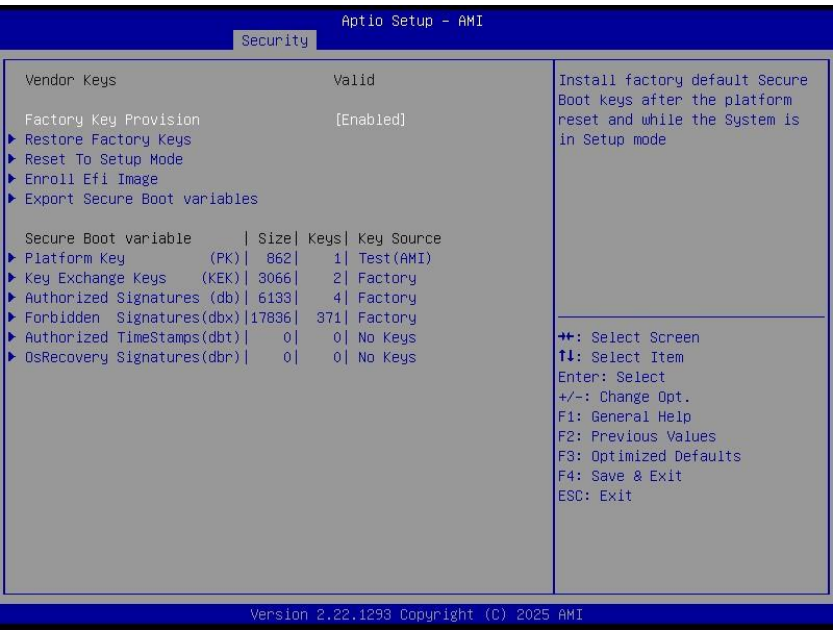 Aptio Setup - AMI
Security
Vendor Keys Valid
Factory Key Provision [Enabled]
Restore Factory Keys
Reset To Setup Mode
Enroll Efi Image
Export Secure Boot variables
Secure Boot variable | Size| Keys| Key Source
Platform Key (PK)| 862| 1| Test(AMI)
Key Exchange Keys (KEK)| 3066| 2| Factory
Authorized Signatures (db)| 6133| 4| Factory
Forbidden Signatures(dbx)|17836| 371| Factory
Authorized TimeStamps(dbt)| 0| 0| No Keys
OsRecovery Signatures(dbr)| 0| 0| No Keys
Install factory default Secure
Boot keys after the platform
reset and while the System is
in Setup mode
→←: Select Screen
↑↓: Select Item
Enter: Select
+/-: Change Opt.
F1: General Help
F2: Previous Values
F3: Optimized Defaults
F4: Save & Exit
ESC: Exit
Version 2.22.1293 Copyright (C) 2025 AMI